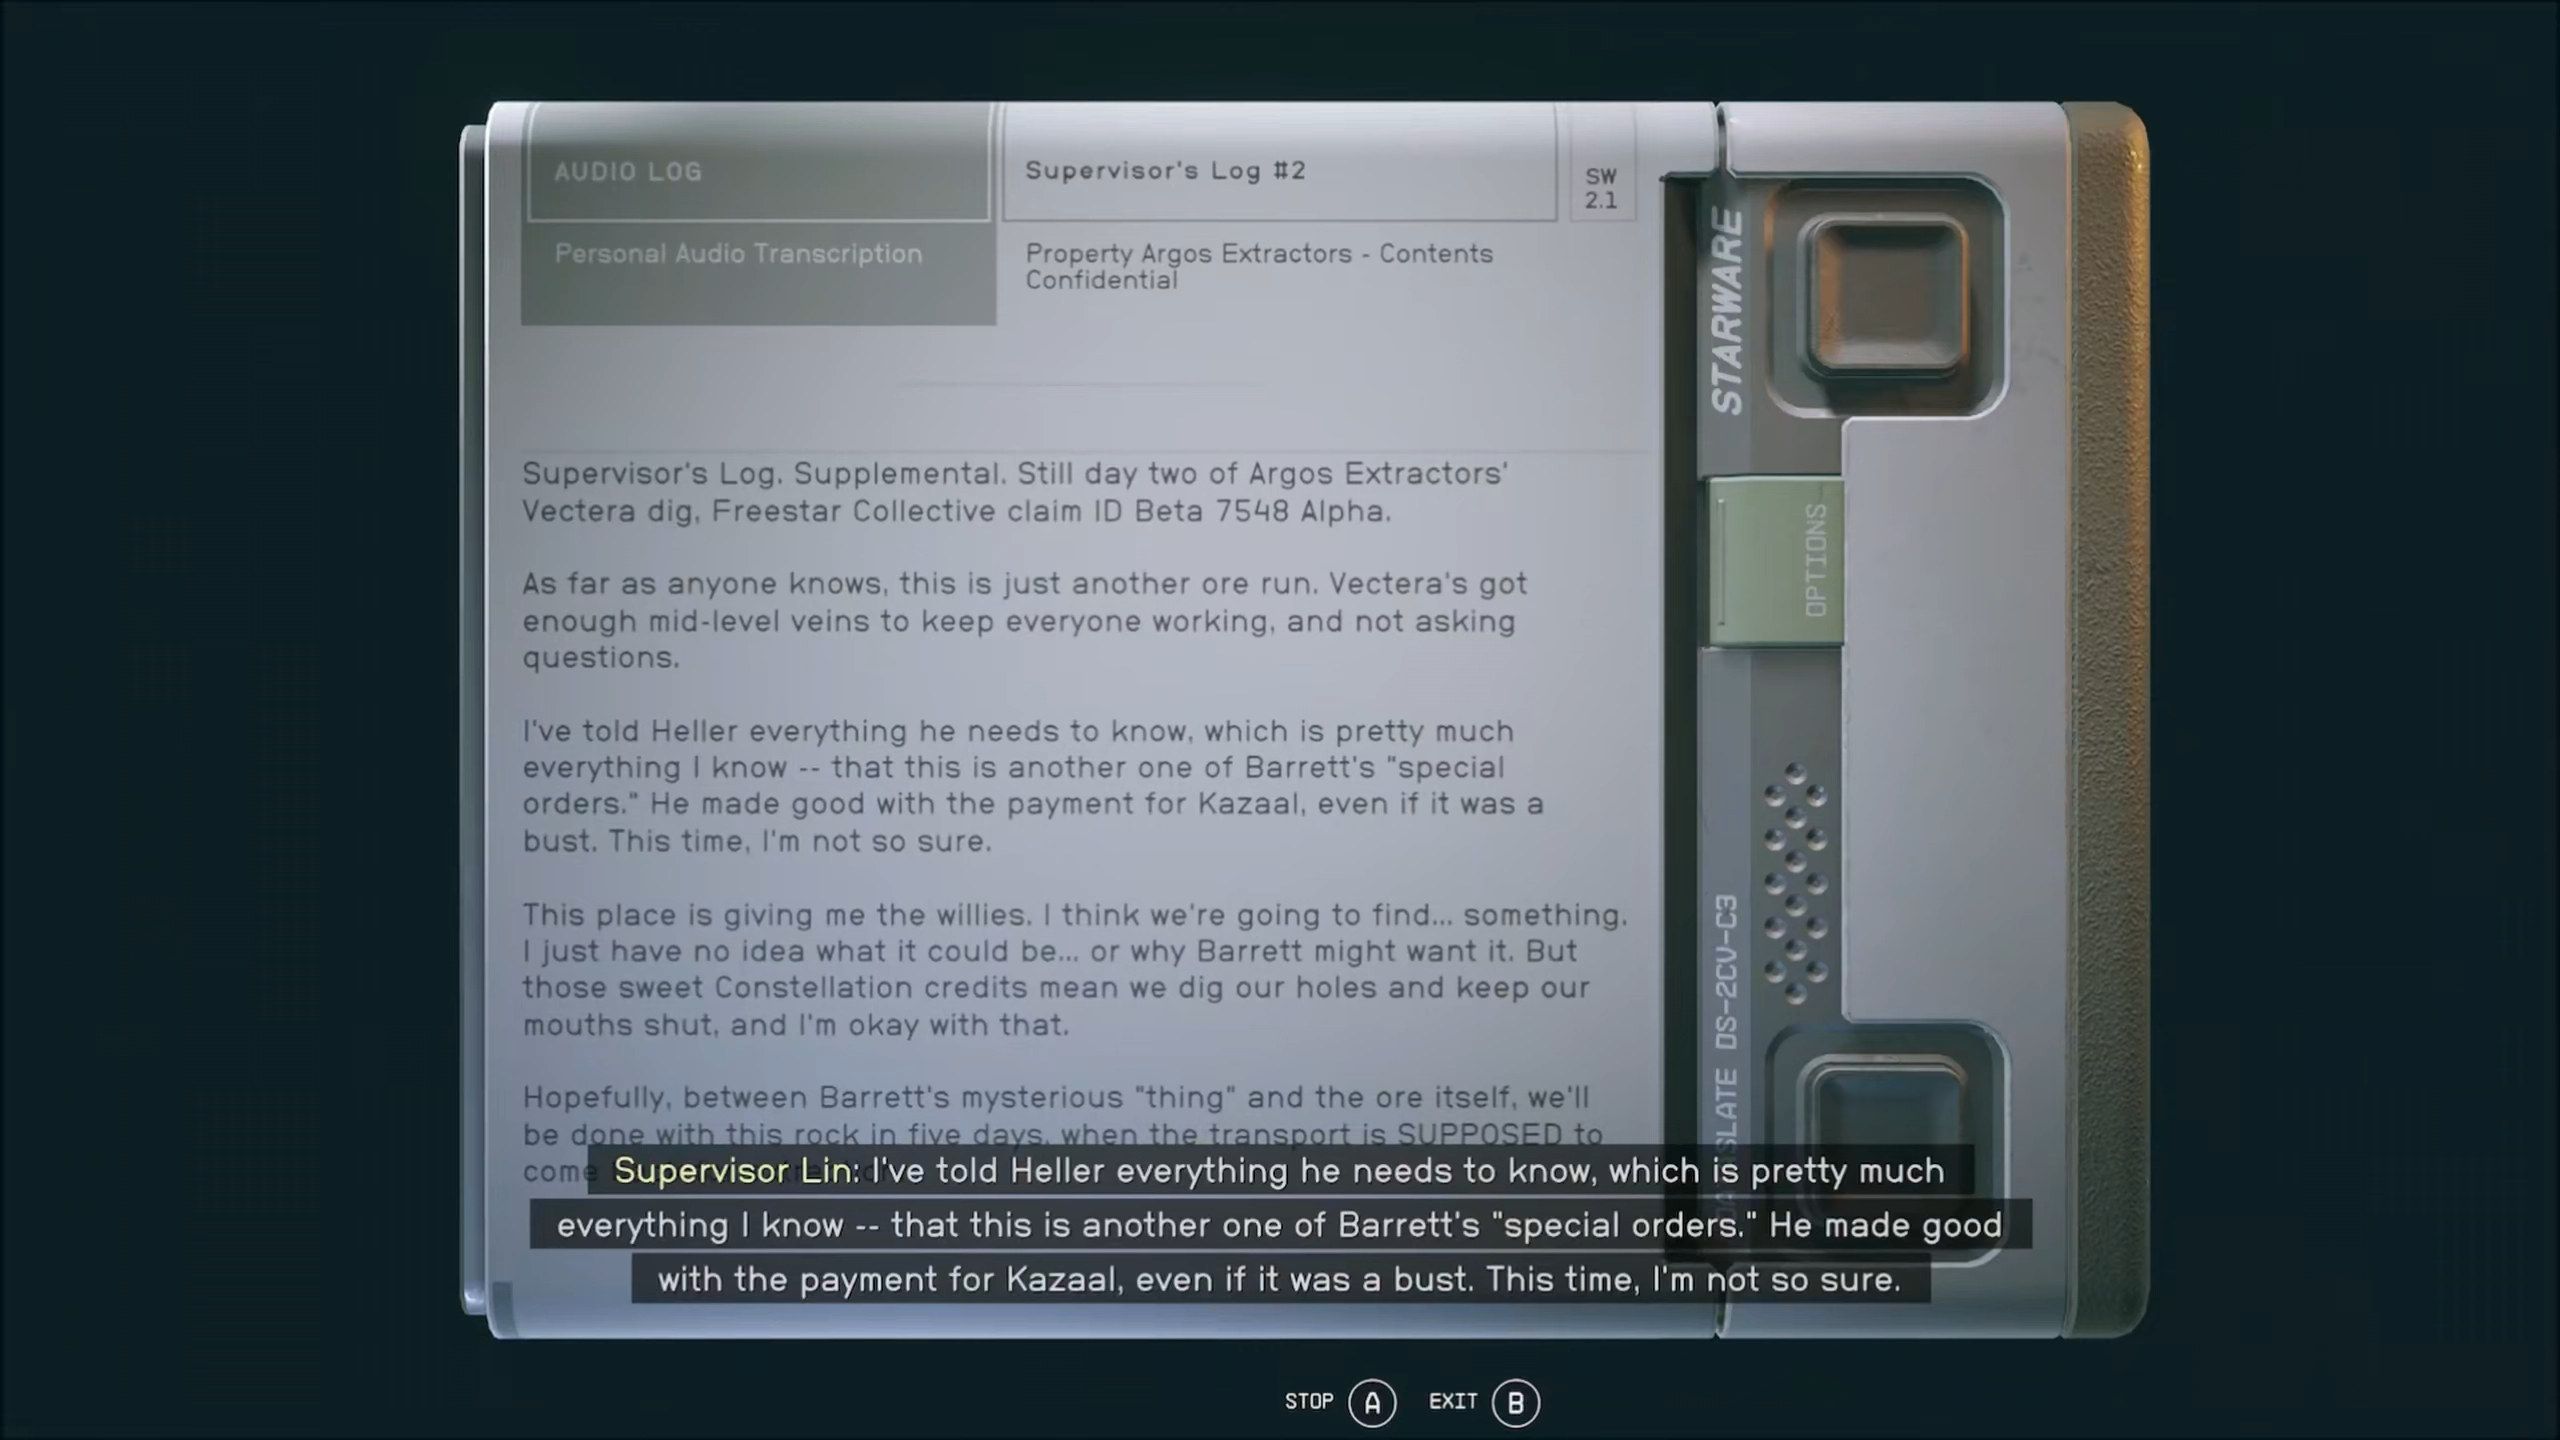 AUDIO LOG
Supervisor's Log #2
SW
2.1
Personal Audio Transcription
Property Argos Extractors - Contents
Confidential
Supervisor's Log. Supplemental. Still day two of Argos Extractors'
Vectera dig, Freestar Collective claim ID Beta 7548 Alpha.
As far as anyone knows, this is just another ore run. Vectera's got
enough mid-level veins to keep everyone working, and not asking
questions.
I've told Heller everything he needs to know, which is pretty much
everything I know -- that this is another one of Barrett's "special
orders." He made good with the payment for Kazaal, even if it was a
bust. This time, I'm not so sure.
This place is giving me the willies. I think we're going to find... something.
I just have no idea what it could be... or why Barrett might want it. But
those sweet Constellation credits mean we dig our holes and keep our
mouths shut, and I'm okay with that.
Hopefully, between Barrett's mysterious "thing" and the ore itself, we'll
be done with this rock in five days, when the transport is SUPPOSED to
come
STARWARE
OPTIONS
DS-2CV-C3
Supervisor Lin: I've told Heller everything he needs to know, which is pretty much
everything I know -- that this is another one of Barrett's "special orders." He made good
with the payment for Kazaal, even if it was a bust. This time, I'm not so sure.
STOP A EXIT B